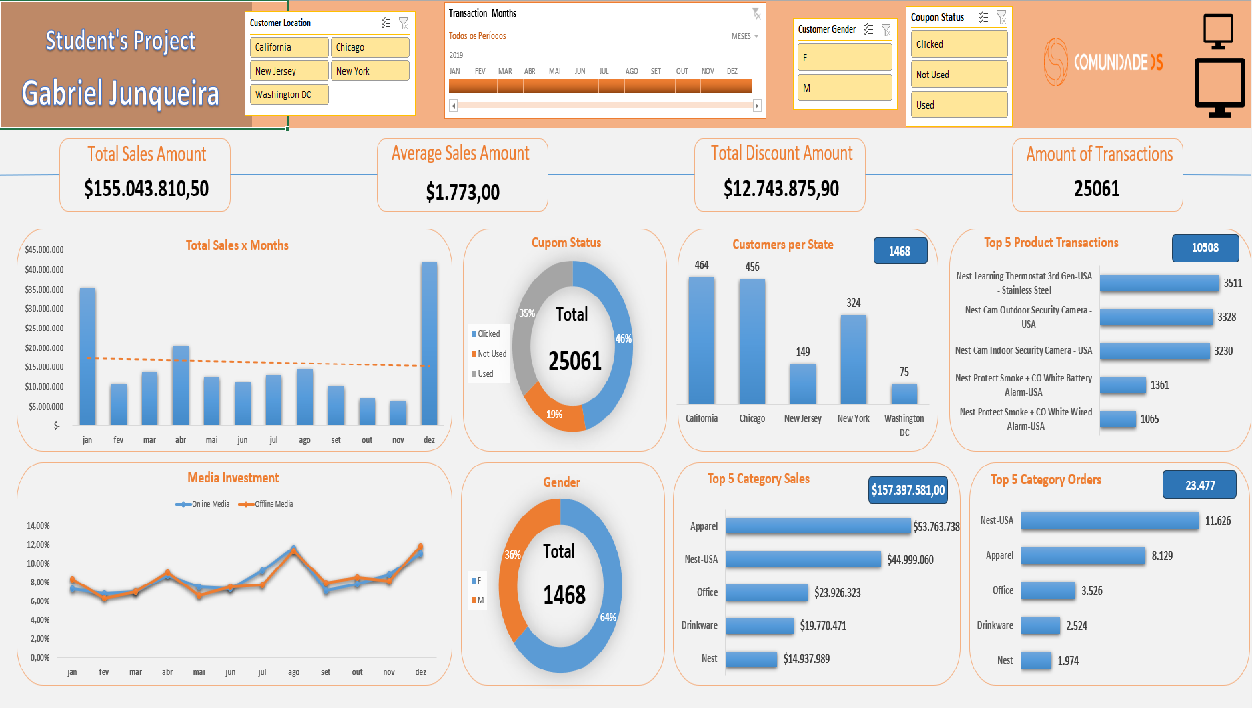 Student's Project
Gabriel Junqueira
Customer Location
California
Chicago
New Jersey
New York
Washington DC
Transaction Months
Todos os Períodos
MESES
2019
JAN FEV MAR ABR MAI JUN JUL AGO SET OUT NOV DEZ
Customer Gender
F
M
Coupon Status
Clicked
Not Used
Used
COMUNIDADE DS
Total Sales Amount
$155.043.810,50
Average Sales Amount
$1.773,00
Total Discount Amount
$12.743.875,90
Amount of Transactions
25061
Total Sales x Months
$45.000.000
$40.000.000
$35.000.000
$30.000.000
$25.000.000
$20.000.000
$15.000.000
$10.000.000
$5.000.000
$-
jan fev mar abr mai jun jul ago set out nov dez
Cupom Status
Clicked
Not Used
Used
35%
46%
19%
Total
25061
Customers per State
1468
464
456
149
324
75
California
Chicago
New Jersey
New York
Washington
DC
Top 5 Product Transactions
10508
Nest Learning Thermostat 3rd Gen-USA
- Stainless Steel
3511
Nest Cam Outdoor Security Camera -
USA
3328
Nest Cam Indoor Security Camera - USA
3230
Nest Protect Smoke + CO White Battery
Alarm-USA
1361
Nest Protect Smoke + CO White Wired
Alarm-USA
1065
Media Investment
Online Media
Offline Media
14,00%
12,00%
10,00%
8,00%
6,00%
4,00%
2,00%
0,00%
jan fev mar abr mai jun jul ago set out nov dez
Gender
F
M
36%
64%
Total
1468
Top 5 Category Sales
$157.397.581,00
Apparel
$53.763.738
Nest-USA
$44.999.060
Office
$23.926.323
Drinkware
$19.770.471
Nest
$14.937.989
Top 5 Category Orders
23.477
Nest-USA
11.626
Apparel
8.129
Office
3.526
Drinkware
2.524
Nest
1.974